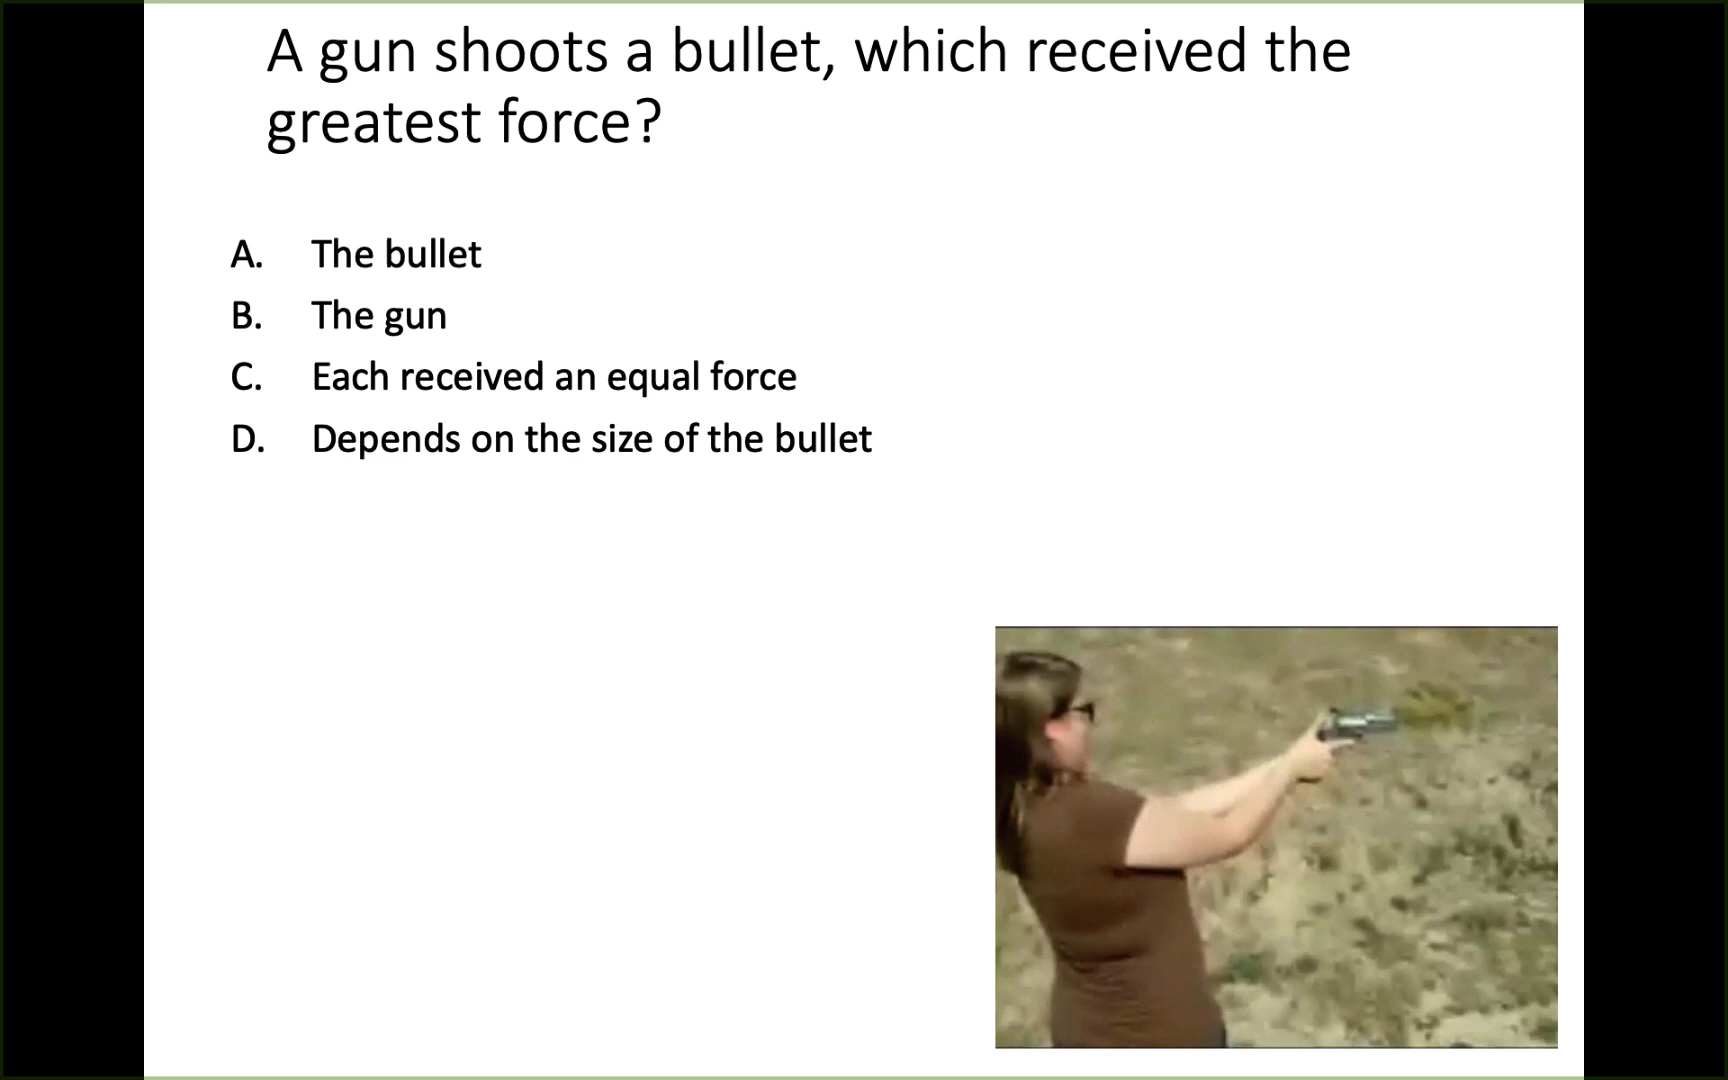 A gun shoots a bullet, which received the
greatest force?
A. The bullet
B. The gun
C. Each received an equal force
D. Depends on the size of the bullet